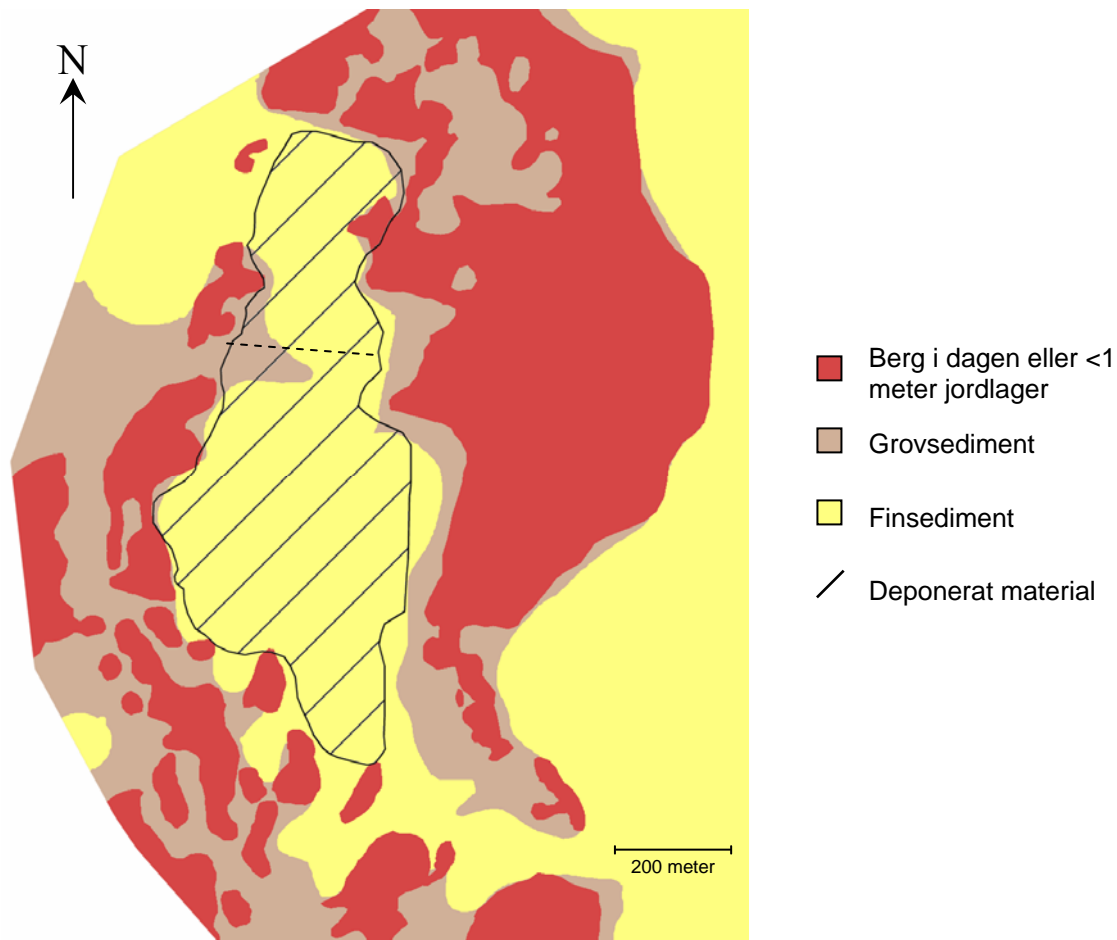 N
Berg i dagen eller <1
meter jordlager
Grovsediment
Finsediment
Deponerat material
200 meter